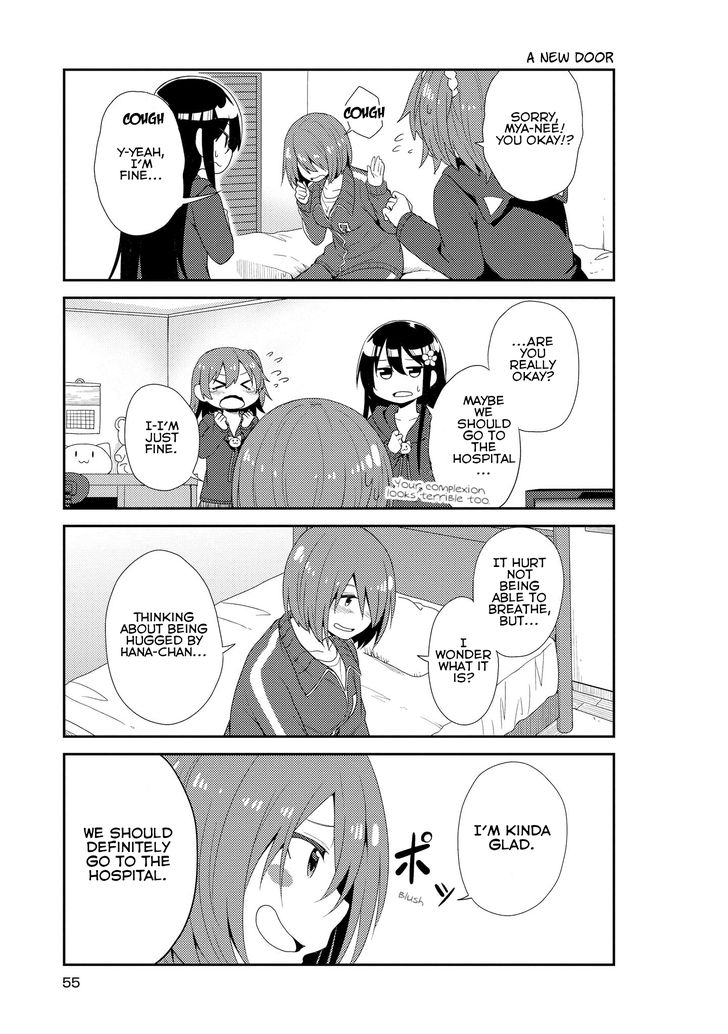 A NEW DOOR
SORRY,
MYA-NEE!
YOU OKAY!?
COUGH
COUGH
Y-YEAH,
I'M
FINE...
...ARE
YOU
REALLY
OKAY?
MAYBE
WE
SHOULD
GO TO
THE
HOSPITAL
...
Your complexion
looks terrible too.
I-I'M
JUST
FINE.
IT HURT
NOT
BEING
ABLE TO
BREATHE,
BUT...
I
WONDER
WHAT IT
IS?
THINKING
ABOUT BEING
HUGGED BY
HANA-CHAN...
I'M KINDA
GLAD.
ポッ
Blush
WE SHOULD
DEFINITELY
GO TO THE
HOSPITAL.
55